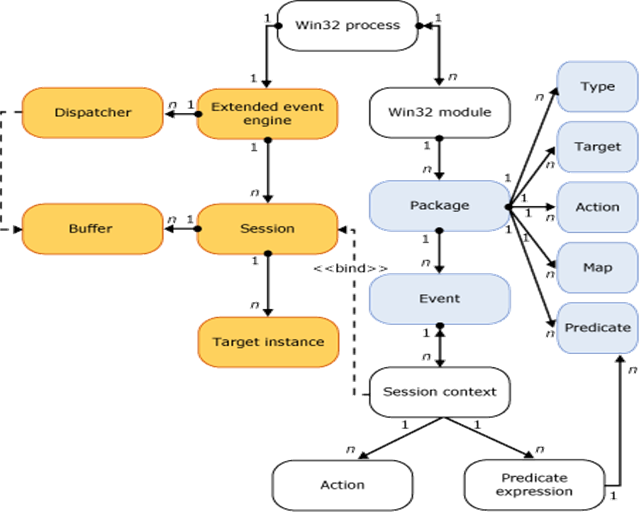 Win32 process
1
1
1
n
Dispatcher
n
1
Extended event
engine
Win32 module
Type
n
1
1
Target
n
n
n
1
Package
1
1
Action
n
Buffer
n
1
Session
1
1
1
1
n
Map
<<bind>>
n
n
Event
n
Predicate
n
Target instance
1
n
n
Session context
1
1
n
n
Action
Predicate
expression
1